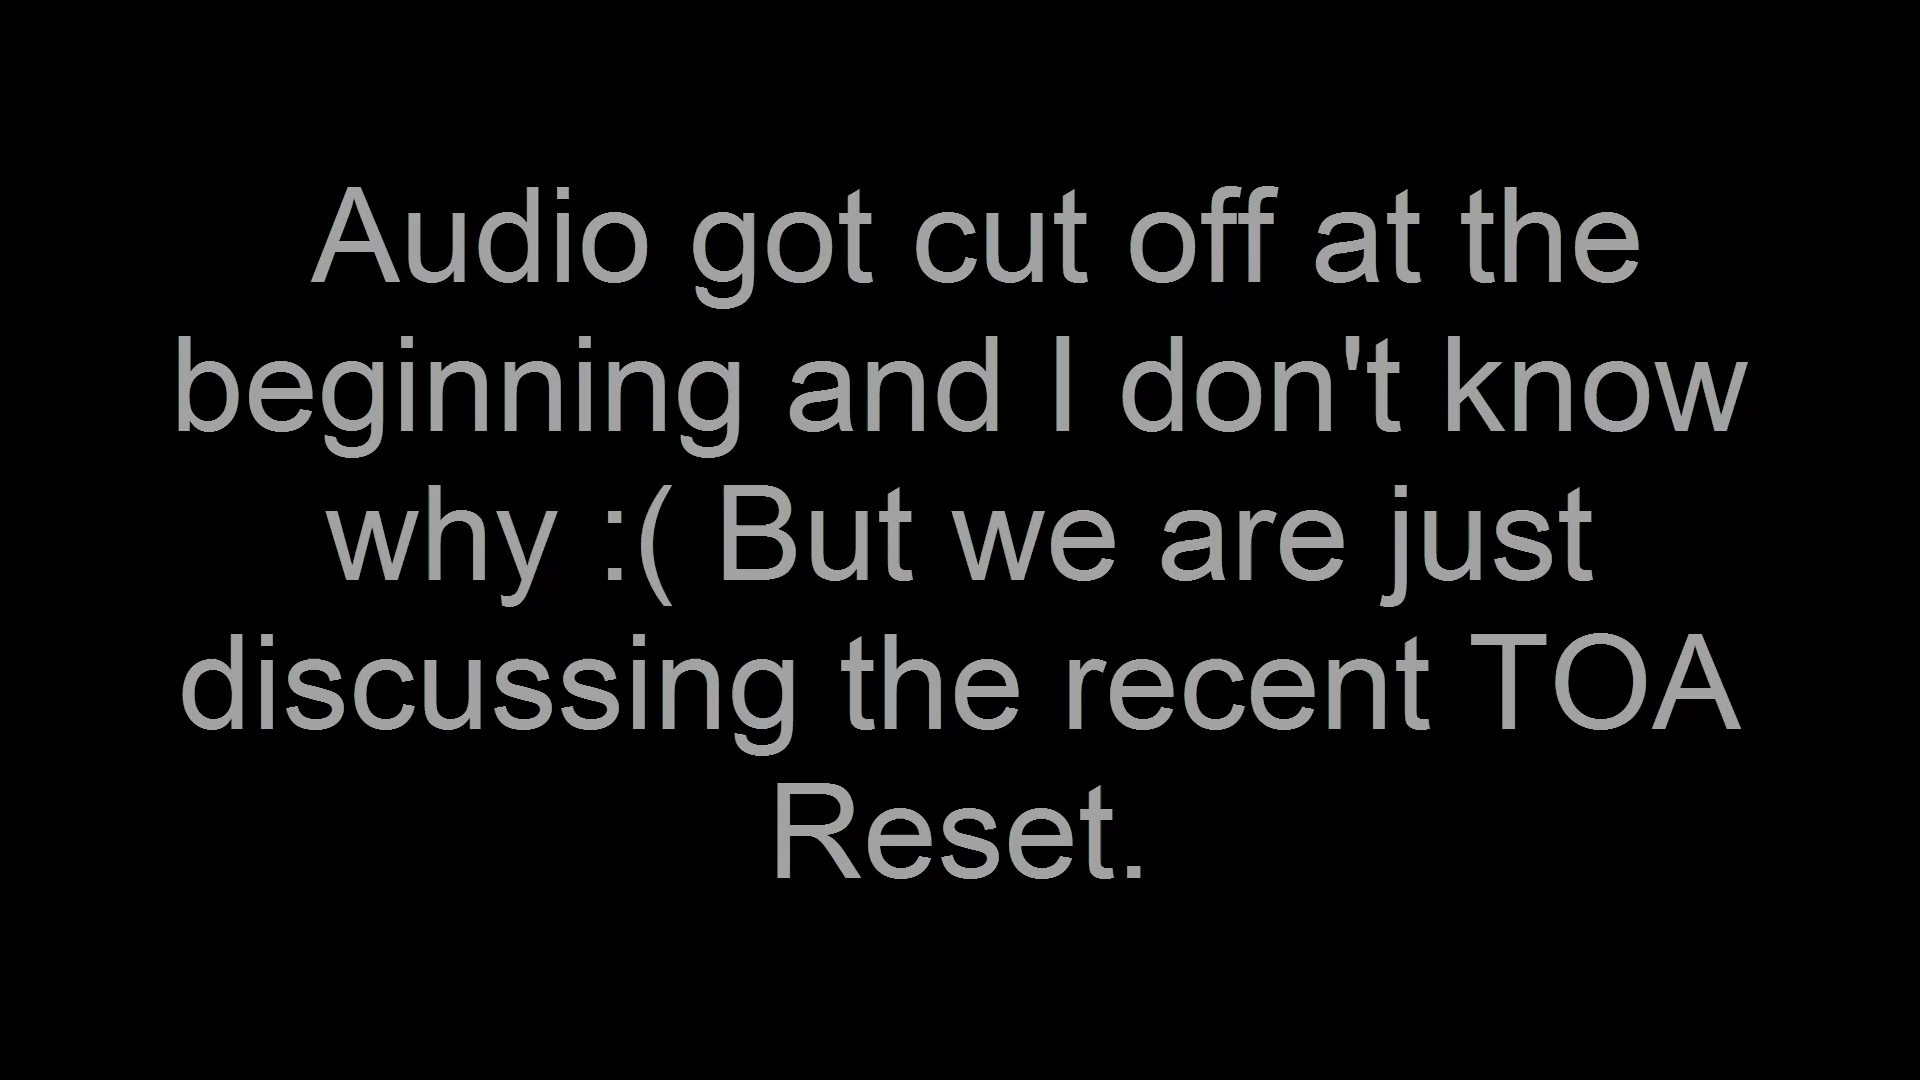 Audio got cut off at the
beginning and I don't know
why :( But we are just
discussing the recent TOA
Reset.